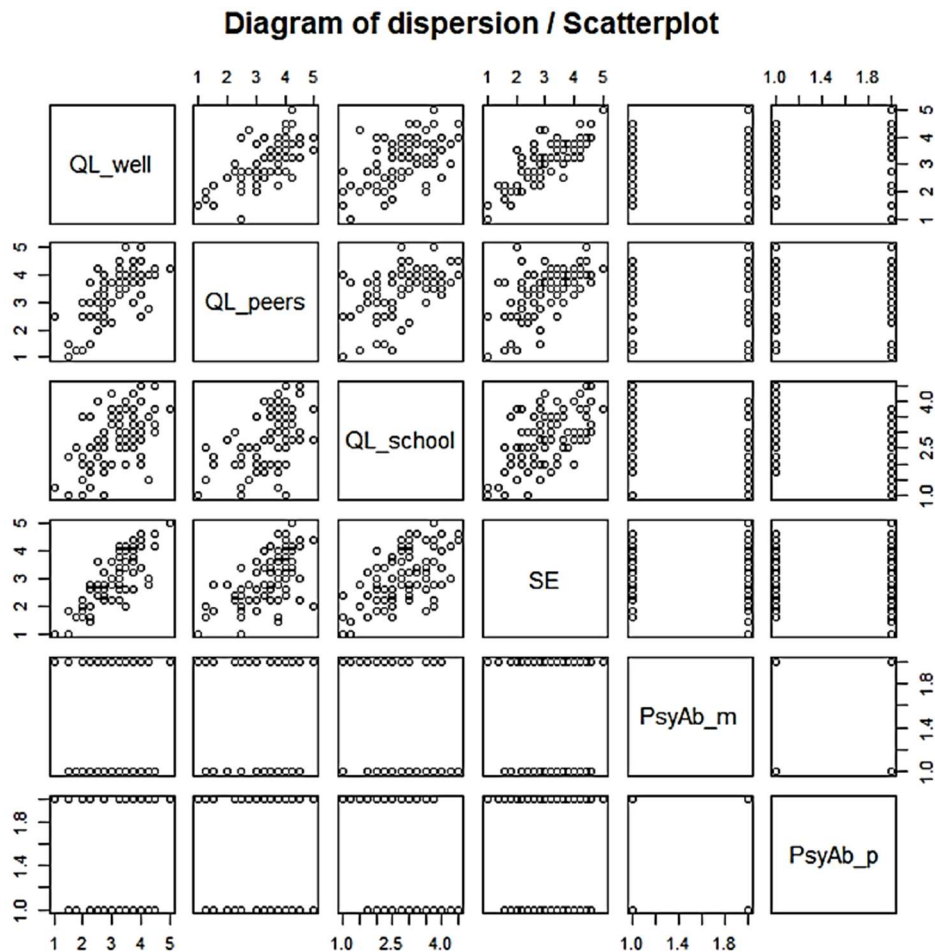 Diagram of dispersion / Scatterplot
1 2 3 4 5 1 2 3 4 5 1.0 1.4 1.8
QL_well
1 2 3 4 5
1 2 3 4 5
QL_peers
QL_school
1.0 2.5 4.0
1 2 3 4 5
SE
PsyAb_m
1.0 1.4 1.8
1.0 1.4 1.8
PsyAb_p
1 2 3 4 5 1.0 2.5 4.0 1.0 1.4 1.8